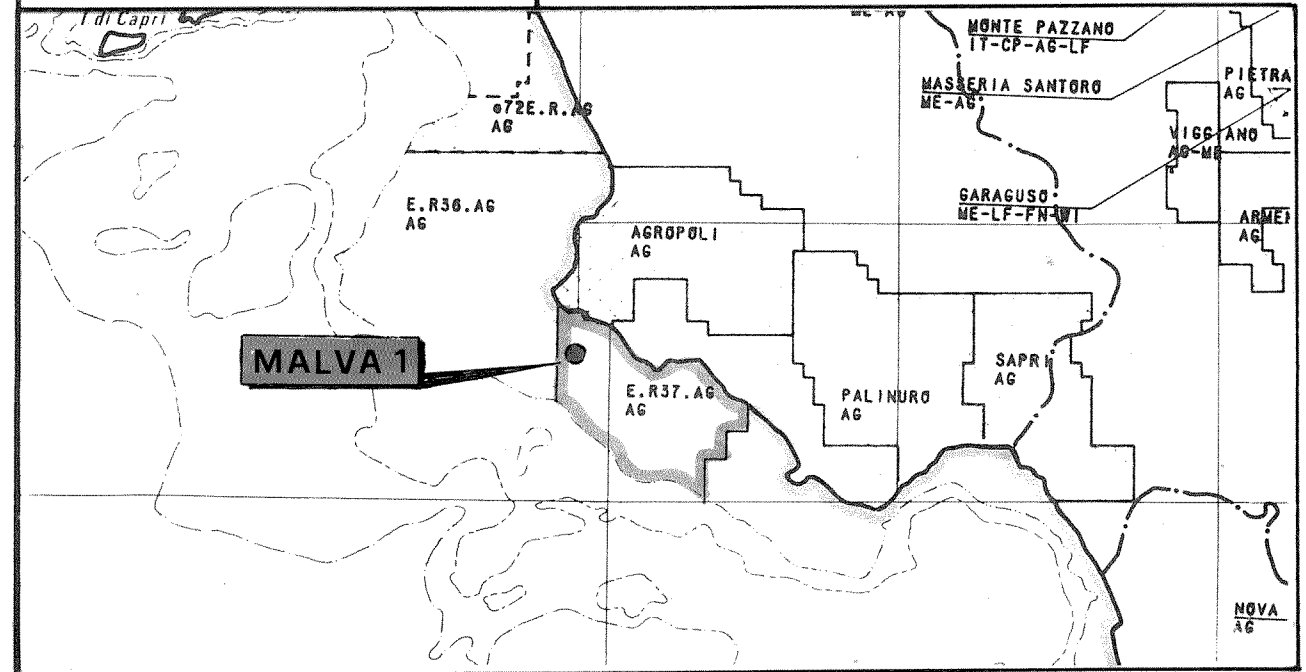 I di Capri
MONTE PAZZANO
IT-CP-AG-LF
MASSERIA SANTORO
ME-AG
PIETRA
AG
72E.R.AG
AG
VIGGIANO
AG-ME
E.R36.AG
AG
GARAGUSO
ME-LF-FN-WI
AGROPOLI
AG
AG
MALVA 1
E.R37.AG
AG
SAPRI
AG
PALINURO
AG
NOVA
AG